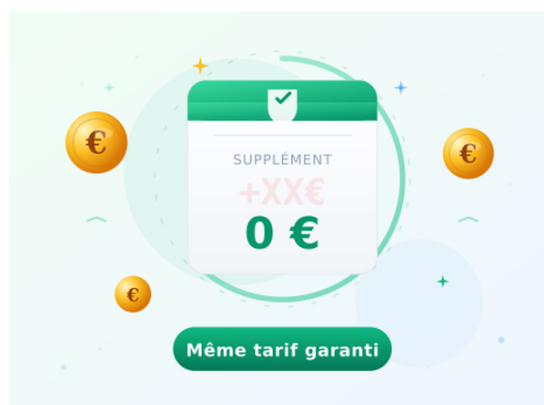 SUPPLÉMENT
+XX€
0 €
€
€
€
Même tarif garanti